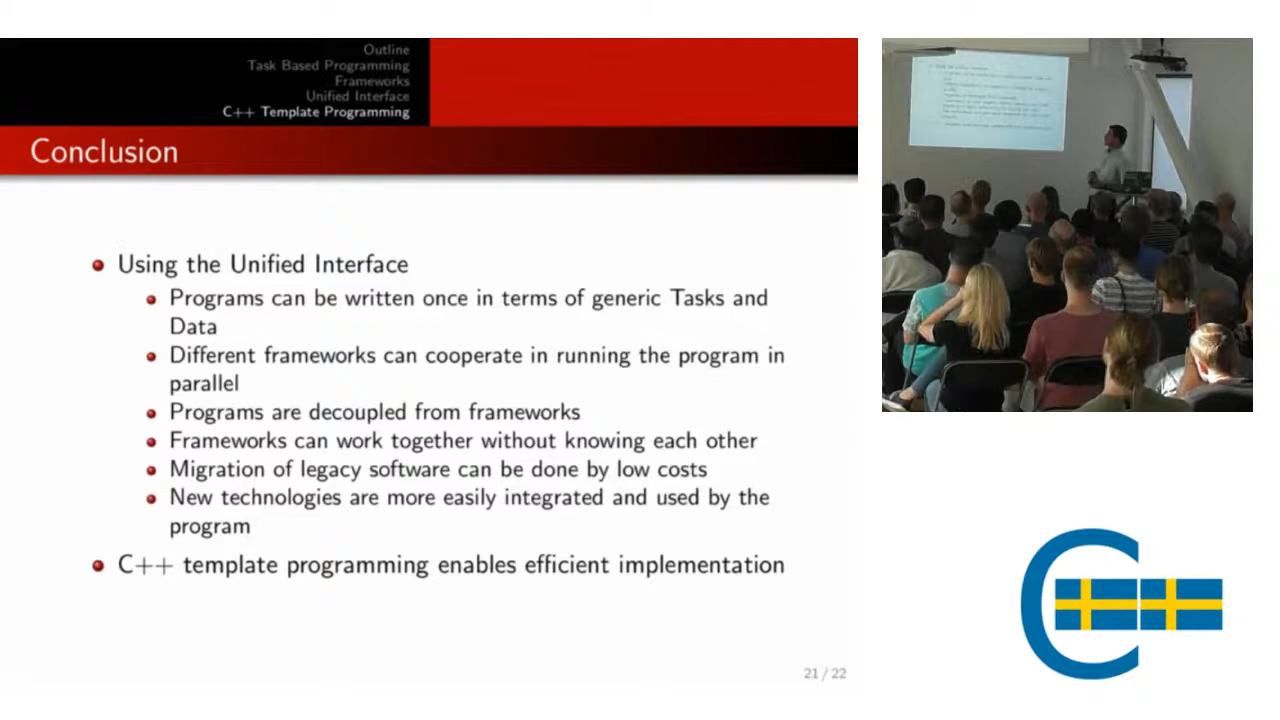 Outline
Task Based Programming
Frameworks
Unified Interface
C++ Template Programming
Conclusion
Using the Unified Interface
Programs can be written once in terms of generic Tasks and
Data
Different frameworks can cooperate in running the program in
parallel
Programs are decoupled from frameworks
Frameworks can work together without knowing each other
Migration of legacy software can be done by low costs
New technologies are more easily integrated and used by the
program
C++ template programming enables efficient implementation
21 / 22
C